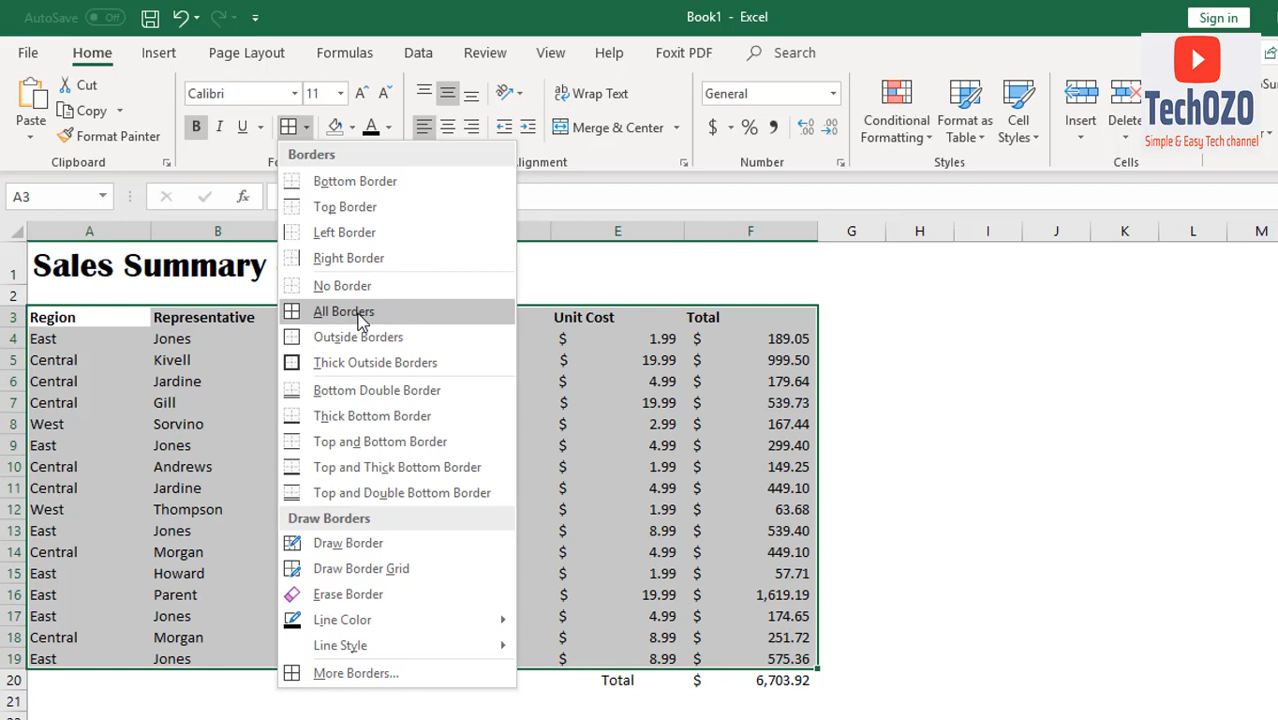 AutoSave Off Book1 - Excel Sign in
File Home Insert Page Layout Formulas Data Review View Help Foxit PDF Search
TechOZO
Simple & Easy Tech channel
Paste Cut
Copy
Format Painter
Clipboard
Calibri 11 A A
B I U A
Wrap Text
Merge & Center
Alignment
General
$ % ,
Number
Conditional Formatting Format as Table Cell Styles
Styles
Insert Delete
Cells
A3 fx
A B E F G H I J K L M
Borders
Bottom Border
Top Border
Left Border
Right Border
No Border
All Borders
Outside Borders
Thick Outside Borders
Bottom Double Border
Thick Bottom Border
Top and Bottom Border
Top and Thick Bottom Border
Top and Double Bottom Border
Draw Borders
Draw Border
Draw Border Grid
Erase Border
Line Color
Line Style
More Borders...
1 Sales Summary
2
3 Region Representative Unit Cost Total
4 East Jones $ 1.99 $ 189.05
5 Central Kivell $ 19.99 $ 999.50
6 Central Jardine $ 4.99 $ 179.64
7 Central Gill $ 19.99 $ 539.73
8 West Sorvino $ 2.99 $ 167.44
9 East Jones $ 4.99 $ 299.40
10 Central Andrews $ 1.99 $ 149.25
11 Central Jardine $ 4.99 $ 449.10
12 West Thompson $ 1.99 $ 63.68
13 East Jones $ 8.99 $ 539.40
14 Central Morgan $ 4.99 $ 449.10
15 East Howard $ 1.99 $ 57.71
16 East Parent $ 19.99 $ 1,619.19
17 East Jones $ 4.99 $ 174.65
18 Central Morgan $ 8.99 $ 251.72
19 East Jones $ 8.99 $ 575.36
20 Total $ 6,703.92
21